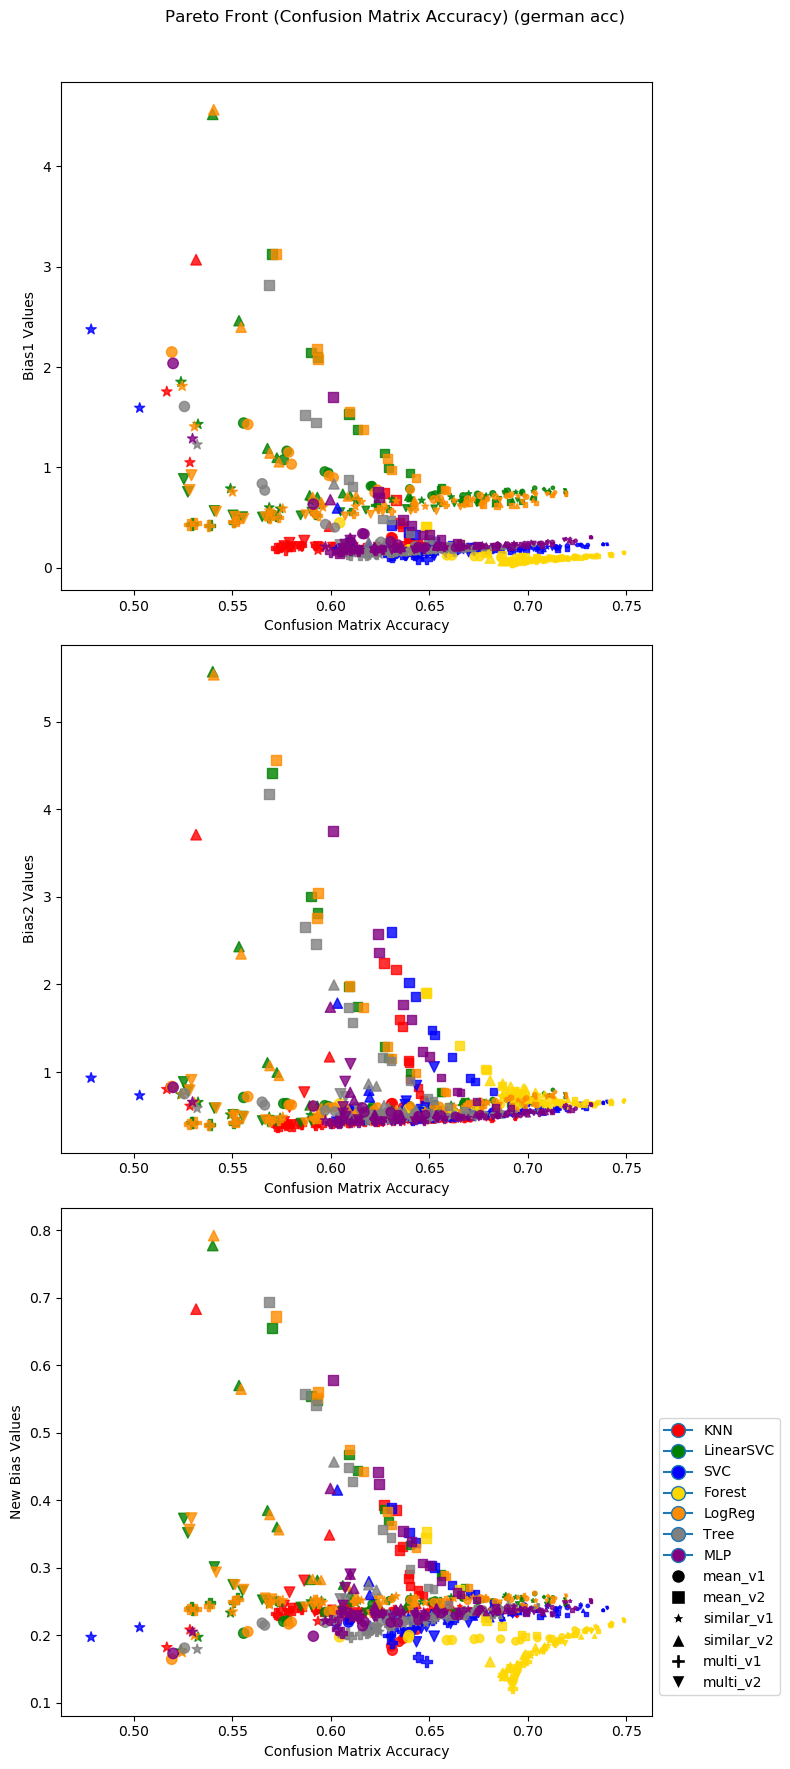 Pareto Front (Confusion Matrix Accuracy) (german acc)
4
3
2
1
0
Bias1 Values
0.50 0.55 0.60 0.65 0.70 0.75
Confusion Matrix Accuracy
5
4
3
2
1
Bias2 Values
0.50 0.55 0.60 0.65 0.70 0.75
Confusion Matrix Accuracy
0.8
0.7
0.6
0.5
0.4
0.3
0.2
0.1
New Bias Values
0.50 0.55 0.60 0.65 0.70 0.75
Confusion Matrix Accuracy
KNN
LinearSVC
SVC
Forest
LogReg
Tree
MLP
mean_v1
mean_v2
similar_v1
similar_v2
multi_v1
multi_v2